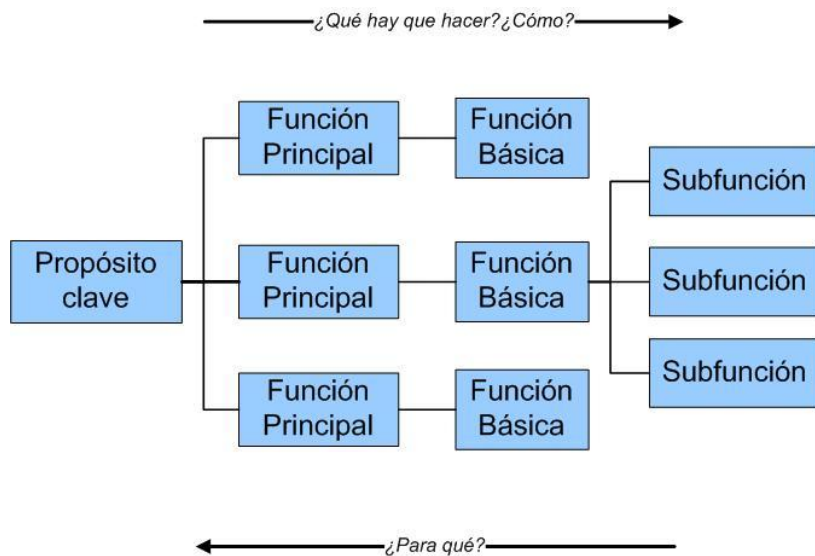 ¿Qué hay que hacer?¿Cómo?
Función
Principal
Función
Básica
Subfunción
Propósito
clave
Función
Principal
Función
Básica
Subfunción
Función
Principal
Función
Básica
Subfunción
¿Para qué?